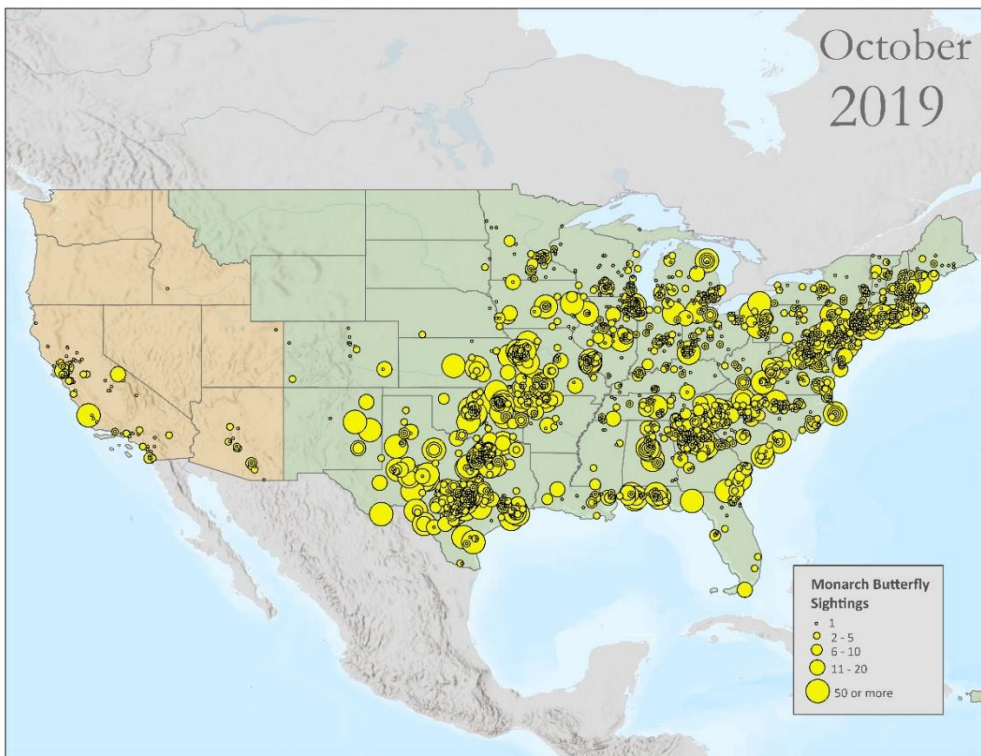 October
2019
Monarch Butterfly
Sightings
1
2 - 5
6 - 10
11 - 20
50 or more